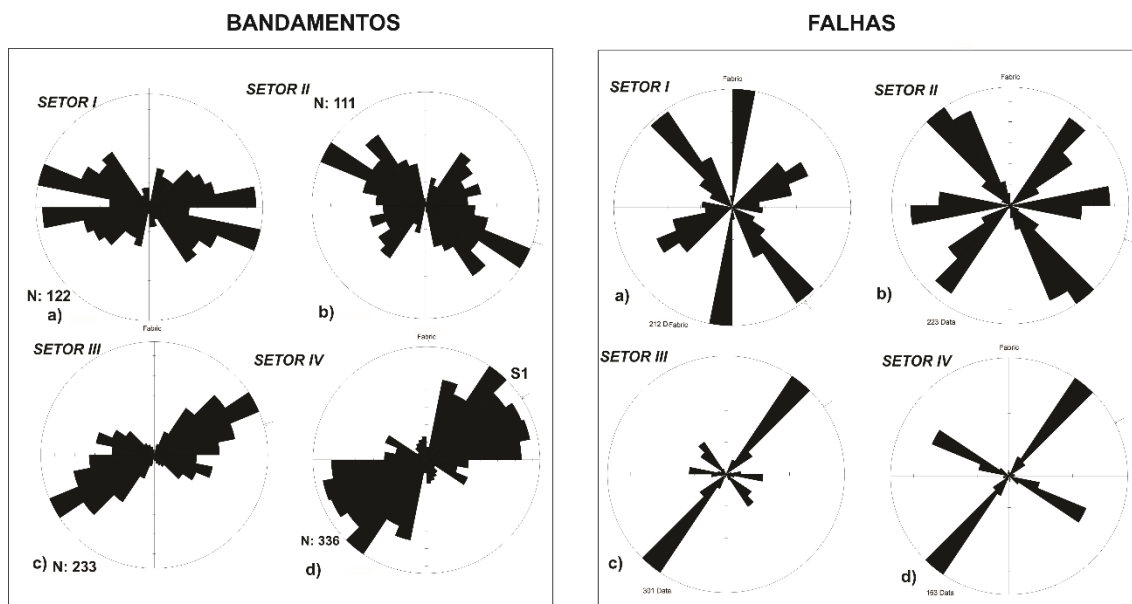 BANDAMENTOS
SETOR I
SETOR II
N: 111
N: 122
a)
b)
Fabric
SETOR III
SETOR IV
Fabric
S1
c) N: 233
N: 336
d)
FALHAS
SETOR I
Fabric
SETOR II
Fabric
a)
b)
212 D
Fabric
223 Data
SETOR III
SETOR IV
Fabric
c)
d)
301 Data
163 Data